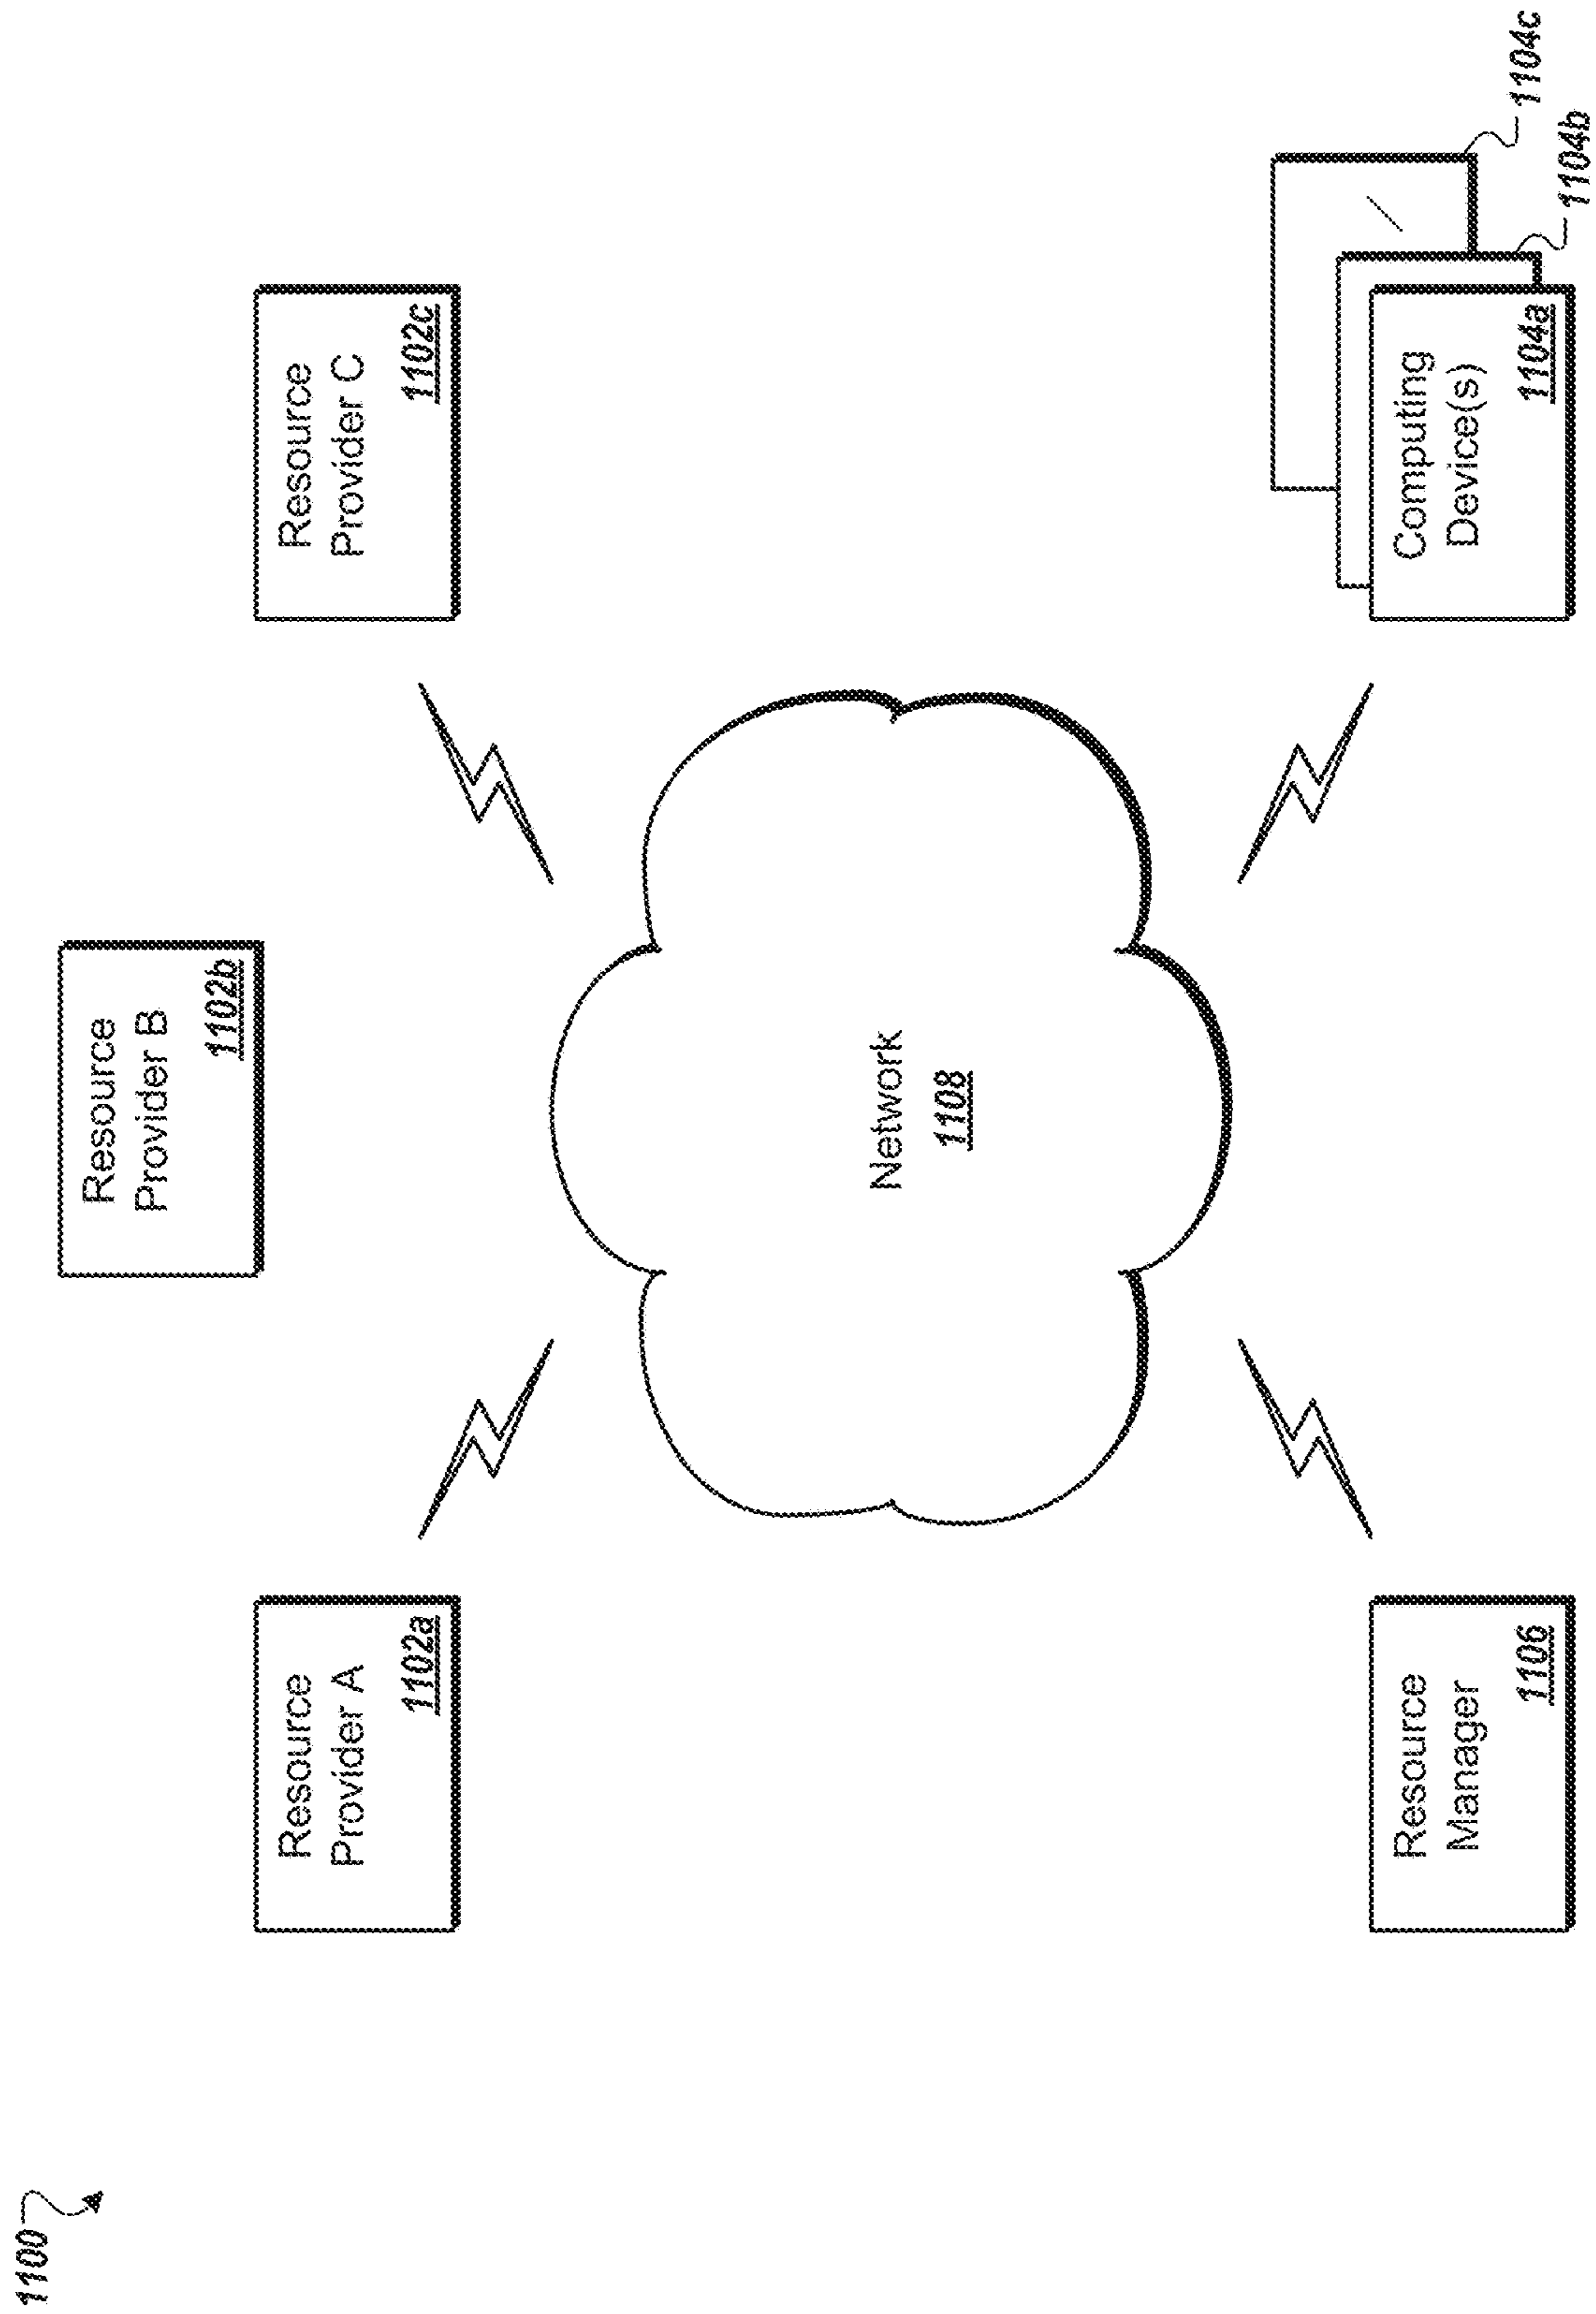 1100
Resource
Provider B
1102b
Resource
Provider A
1102a
Resource
Provider C
1102c
Network
1108
Resource
Manager
1106
Computing
Device(s)
1104a
1104b
1104c